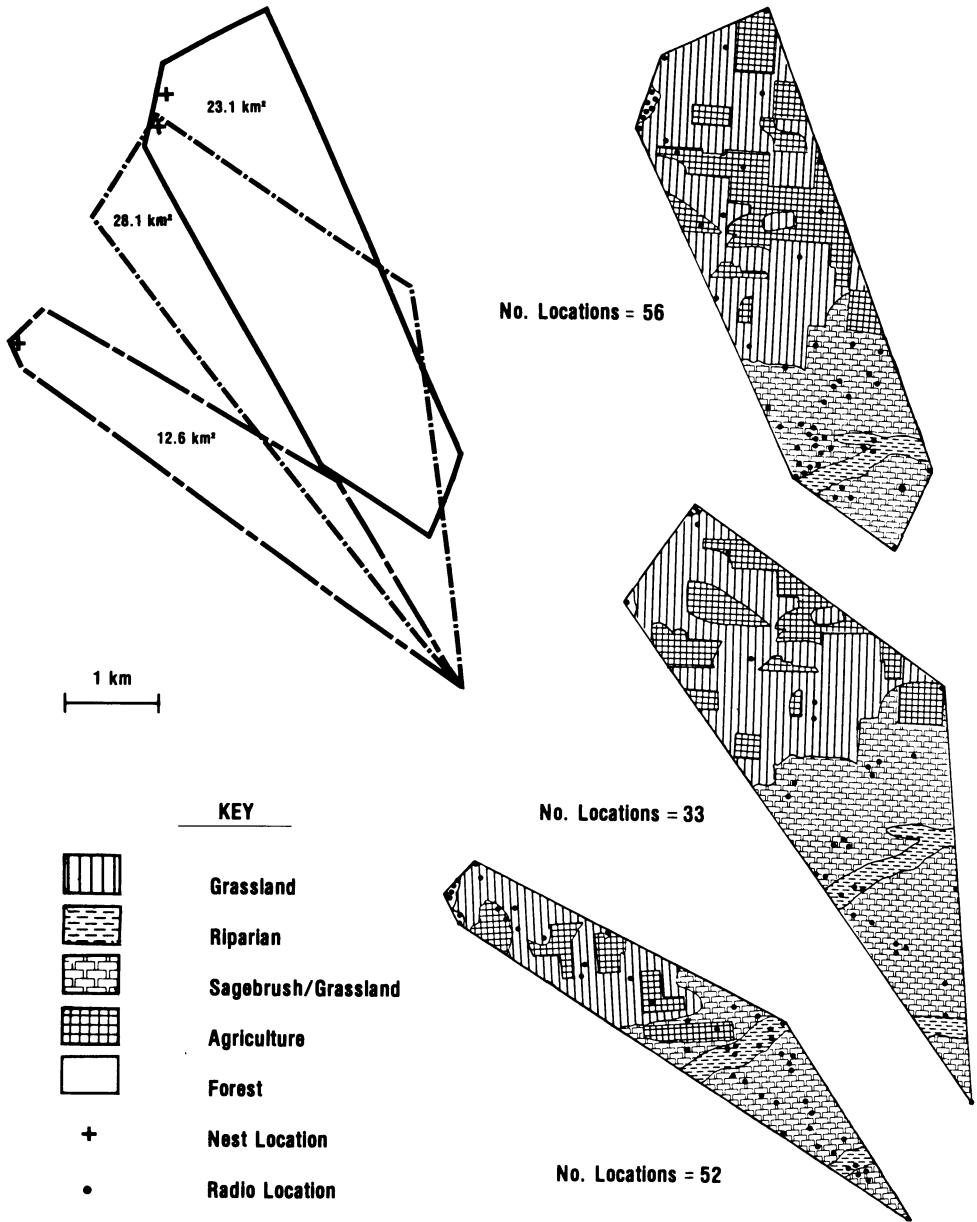 23.1 km²
28.1 km²
No. Locations = 56
12.6 km²
1 km
No. Locations = 33
KEY
Grassland
Riparian
Sagebrush/Grassland
Agriculture
Forest
Nest Location
Radio Location
No. Locations = 52